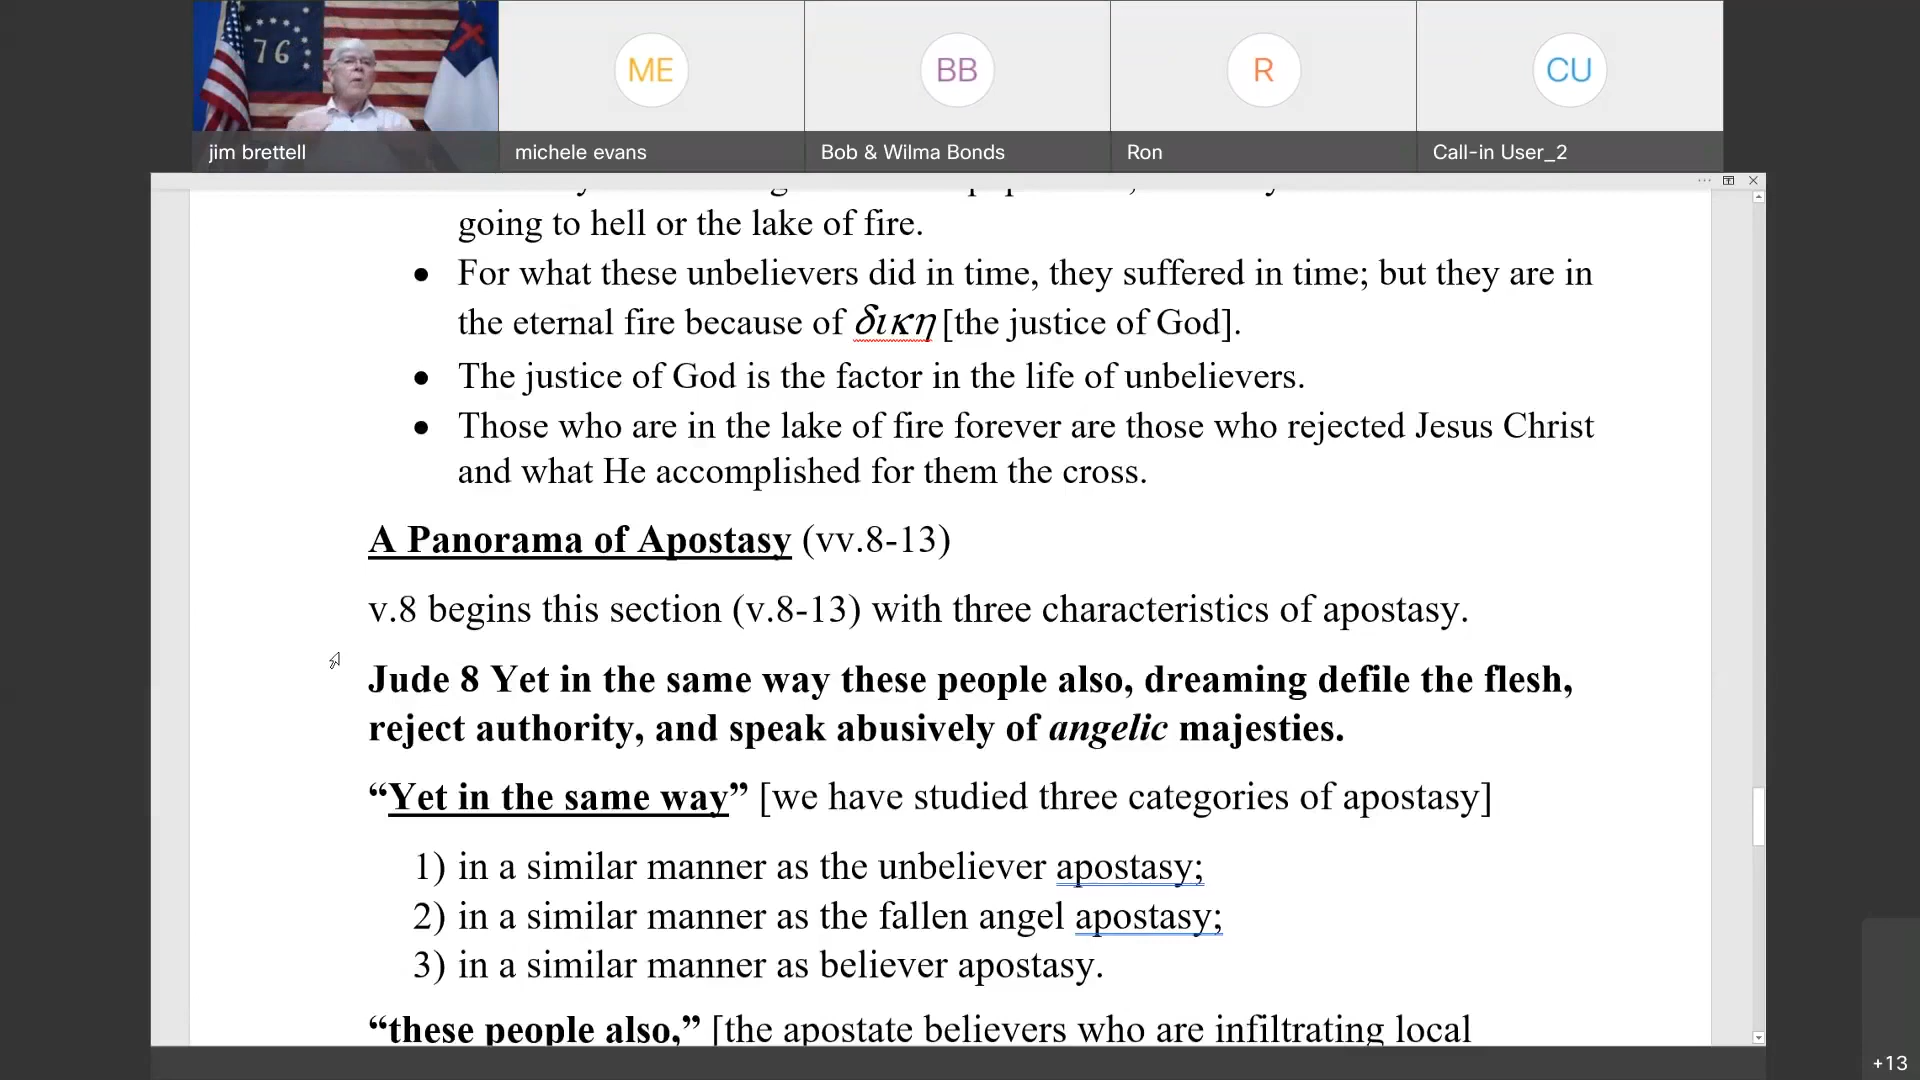 76
ME
BB
R
CU
jim brettell
michele evans
Bob & Wilma Bonds
Ron
Call-in User_2
going to hell or the lake of fire.
• For what these unbelievers did in time, they suffered in time; but they are in
the eternal fire because of δικη [the justice of God].
• The justice of God is the factor in the life of unbelievers.
• Those who are in the lake of fire forever are those who rejected Jesus Christ
and what He accomplished for them the cross.
A Panorama of Apostasy (vv.8-13)
v.8 begins this section (v.8-13) with three characteristics of apostasy.
Jude 8 Yet in the same way these people also, dreaming defile the flesh,
reject authority, and speak abusively of angelic majesties.
“Yet in the same way” [we have studied three categories of apostasy]
1) in a similar manner as the unbeliever apostasy;
2) in a similar manner as the fallen angel apostasy;
3) in a similar manner as believer apostasy.
“these people also,” [the apostate believers who are infiltrating local
+13